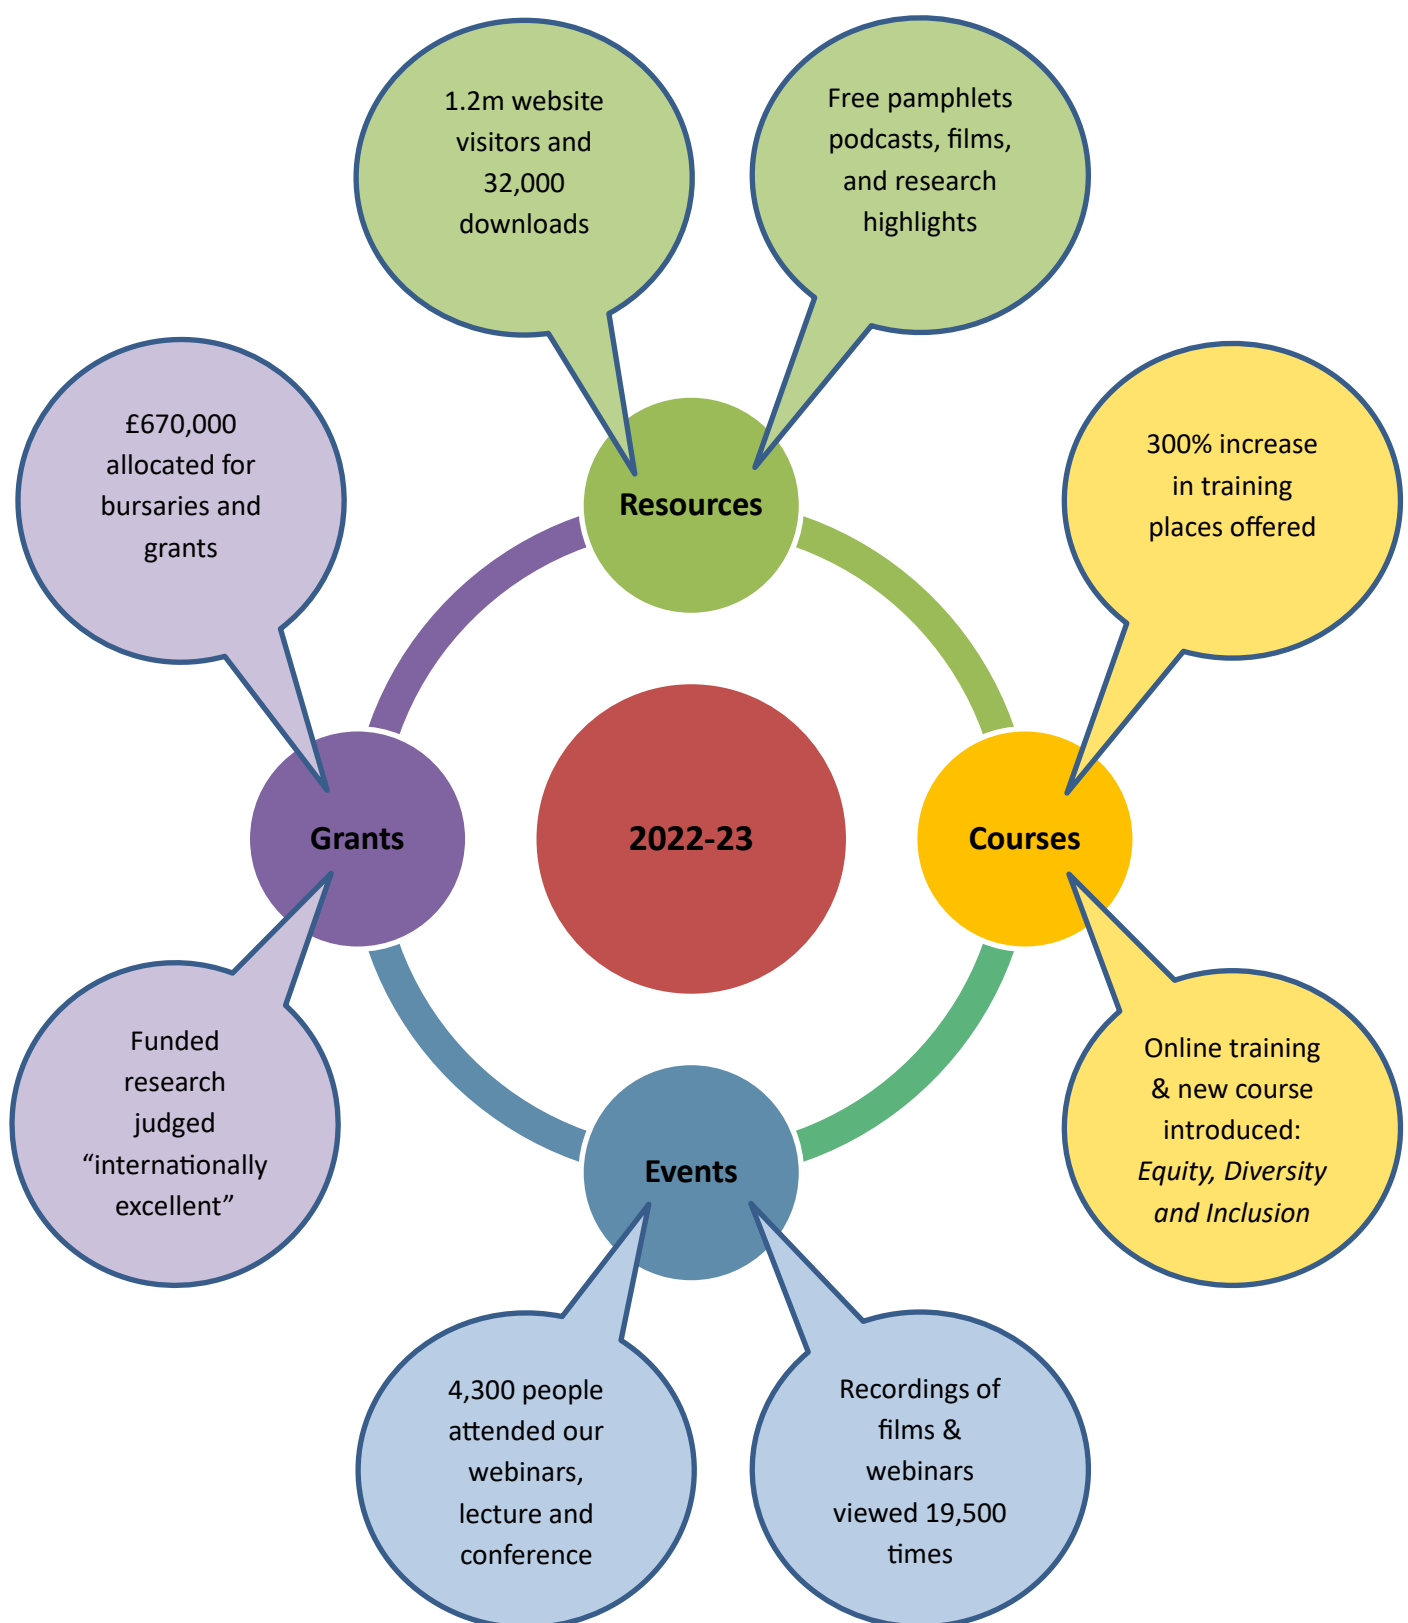 1.2m website
visitors and
32,000
downloads
Free pamphlets
podcasts, films,
and research
highlights
£670,000
allocated for
bursaries and
grants
300% increase
in training
places offered
Resources
Grants
2022-23
Courses
Funded
research
judged
“internationally
excellent”
Online training
& new course
introduced:
Equity, Diversity
and Inclusion
Events
4,300 people
attended our
webinars,
lecture and
conference
Recordings of
films &
webinars
viewed 19,500
times